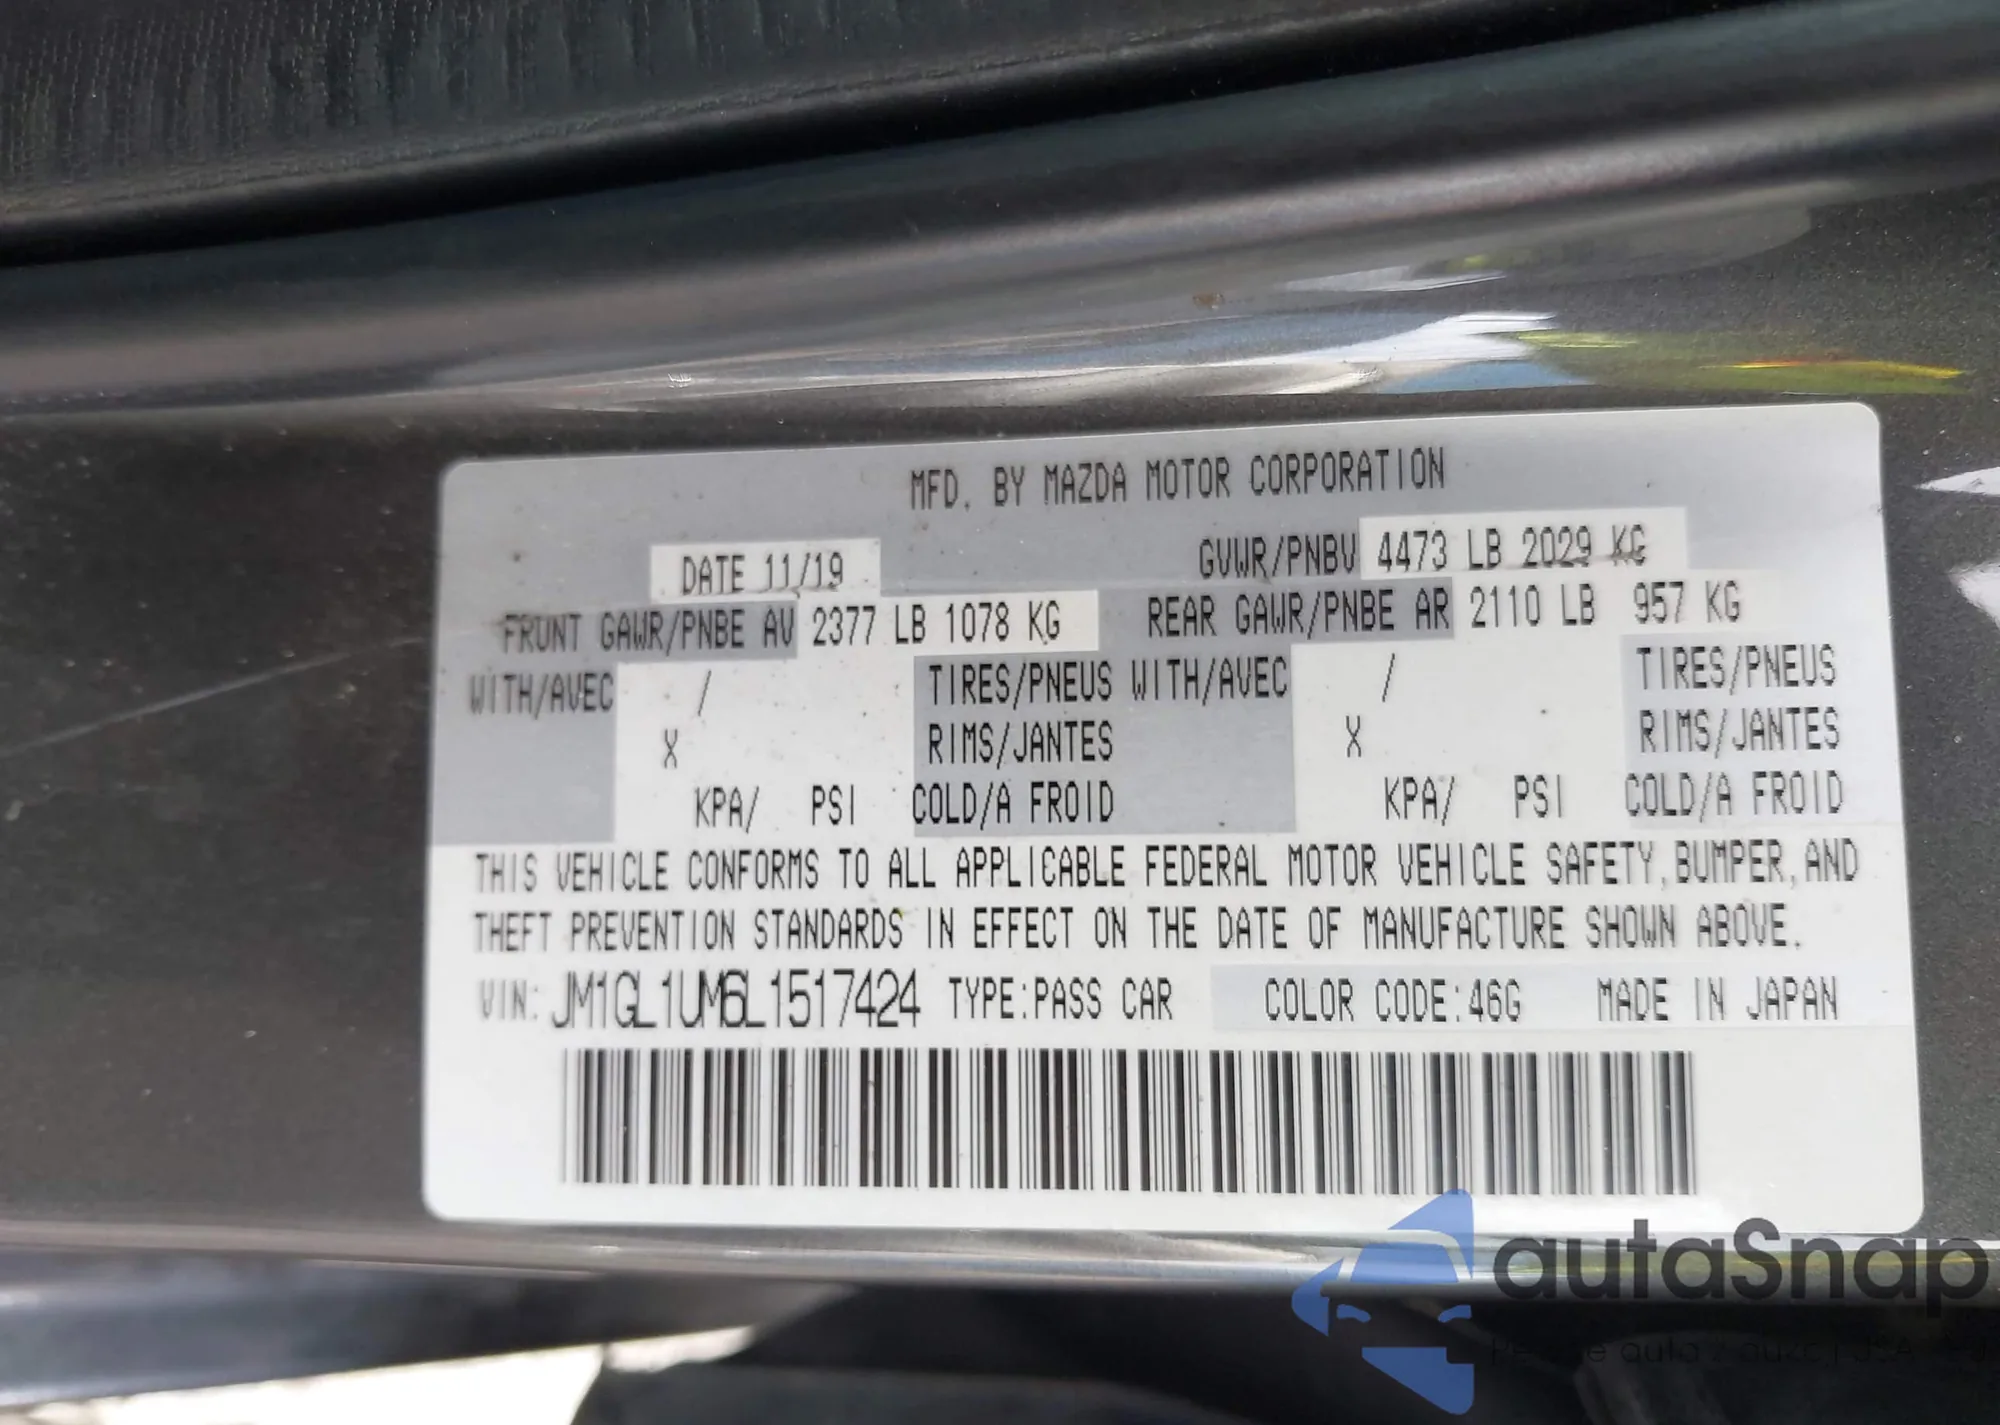 MFD. BY MAZDA MOTOR CORPORATION
DATE 11/19 GVWR/PNBV 4473 LB 2029 KG
FRONT GAWR/PNBE AV 2377 LB 1078 KG REAR GAWR/PNBE AR 2110 LB 957 KG
WITH/AVEC / TIRES/PNEUS WITH/AVEC / TIRES/PNEUS
X RIMS/JANTES X RIMS/JANTES
KPA/ PSI COLD/A FROID KPA/ PSI COLD/A FROID
THIS VEHICLE CONFORMS TO ALL APPLICABLE FEDERAL MOTOR VEHICLE SAFETY, BUMPER, AND
THEFT PREVENTION STANDARDS IN EFFECT ON THE DATE OF MANUFACTURE SHOWN ABOVE.
VIN: JM1GL1UM6L1517424 TYPE:PASS CAR COLOR CODE:46G MADE IN JAPAN
autaSnap
auta z